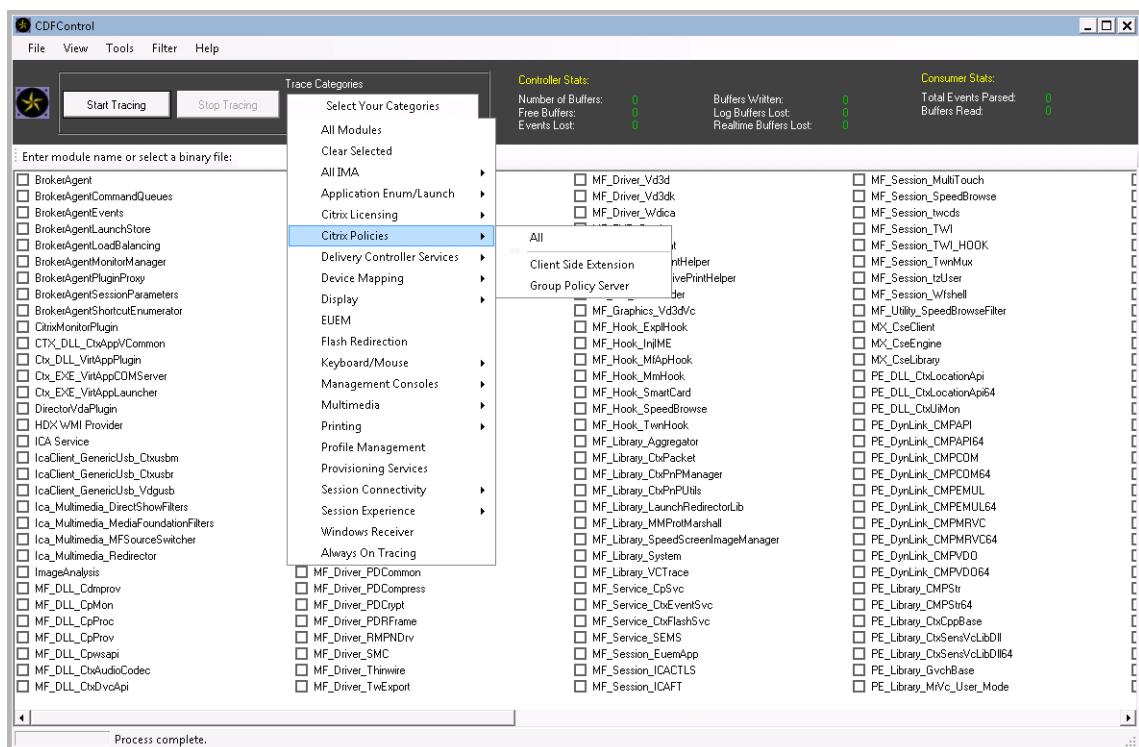 CDFControl
File View Tools Filter Help
Start Tracing
Stop Tracing
Trace Categories
Select Your Categories
Controller Stats:
Number of Buffers: 0
Free Buffers: 0
Events Lost: 0
Buffers Written: 0
Log Buffers Lost: 0
Realtime Buffers Lost: 0
Consumer Stats:
Total Events Parsed: 0
Buffers Read: 0
Enter module name or select a binary file:
BrokerAgent
BrokerAgentCommandQueues
BrokerAgentEvents
BrokerAgentLaunchStore
BrokerAgentLoadBalancing
BrokerAgentMonitorManager
BrokerAgentPluginProxy
BrokerAgentSessionParameters
BrokerAgentShortcutEnumerator
CitrixMonitorPlugin
CTX_DLL_CtxAppVCommon
Ctx_DLL_VirtAppPlugin
Ctx_EXE_VirtAppCOMServer
Ctx_EXE_VirtAppLauncher
DirectorVdaPlugin
HDX WMI Provider
ICA Service
IcaClient_GenericUsb_Ctxusbm
IcaClient_GenericUsb_Ctxusbr
IcaClient_GenericUsb_Vdgusb
Ica_Multimedia_DirectShowFilters
Ica_Multimedia_MediaFoundationFilters
Ica_Multimedia_MFSourceSwitcher
Ica_Multimedia_Redirector
ImageAnalysis
MF_DLL_Cdmprov
MF_DLL_CpMon
MF_DLL_CpProc
MF_DLL_CpProv
MF_DLL_Cpwsapi
MF_DLL_CtxAudioCodec
MF_DLL_CtxDvcApi
All Modules
Clear Selected
All IMA
Application Enum/Launch
Citrix Licensing
Citrix Policies
Delivery Controller Services
Device Mapping
Display
EUEM
Flash Redirection
Keyboard/Mouse
Management Consoles
Multimedia
Printing
Profile Management
Provisioning Services
Session Connectivity
Session Experience
Windows Receiver
Always On Tracing
MF_Driver_PDCommon
MF_Driver_PDCompress
MF_Driver_PDCrypt
MF_Driver_PDRFrame
MF_Driver_RMPNDrv
MF_Driver_SMC
MF_Driver_Thinwire
MF_Driver_TwExport
All
Client Side Extension
Group Policy Server
MF_Driver_Vd3d
MF_Driver_Vd3dk
MF_Driver_Wdica
ntHelper
ivePrintHelper
der
MF_Graphics_Vd3dVc
MF_Hook_ExplHook
MF_Hook_InjIME
MF_Hook_MfApHook
MF_Hook_MmHook
MF_Hook_SmartCard
MF_Hook_SpeedBrowse
MF_Hook_TwnHook
MF_Library_Aggregator
MF_Library_CtxPacket
MF_Library_CtxPnPManager
MF_Library_CtxPnPUtils
MF_Library_LaunchRedirectorLib
MF_Library_MMProtMarshall
MF_Library_SpeedScreenImageManager
MF_Library_System
MF_Library_VCTrace
MF_Service_CpSvc
MF_Service_CtxEventSvc
MF_Service_CtxFlashSvc
MF_Service_SEMS
MF_Session_EuemApp
MF_Session_ICACTLS
MF_Session_ICAFT
MF_Session_MultiTouch
MF_Session_SpeedBrowse
MF_Session_twcds
MF_Session_TWI
MF_Session_TWI_HOOK
MF_Session_TwnMux
MF_Session_tzUser
MF_Session_Wfshell
MF_Utility_SpeedBrowseFilter
MX_CseClient
MX_CseEngine
MX_CseLibrary
PE_DLL_CtxLocationApi
PE_DLL_CtxLocationApi64
PE_DLL_CtxUiMon
PE_DynLink_CMPAPI
PE_DynLink_CMPAPI64
PE_DynLink_CMPCOM
PE_DynLink_CMPCOM64
PE_DynLink_CMPEMUL
PE_DynLink_CMPEMUL64
PE_DynLink_CMPMRVC
PE_DynLink_CMPMRVC64
PE_DynLink_CMPVDO
PE_DynLink_CMPVDO64
PE_Library_CMPStr
PE_Library_CMPStr64
PE_Library_CtxCppBase
PE_Library_CtxSensVcLibDll
PE_Library_CtxSensVcLibDll64
PE_Library_GvchBase
PE_Library_MrVc_User_Mode
Process complete.